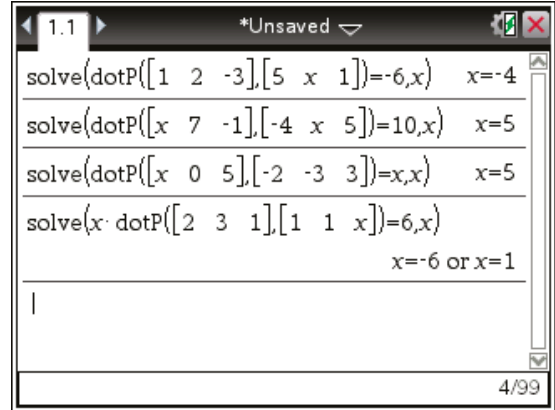 1.1 *Unsaved
solve(dotP([1 2 -3],[5 x 1])=-6,x) x=-4
solve(dotP([x 7 -1],[-4 x 5])=10,x) x=5
solve(dotP([x 0 5],[-2 -3 3])=x,x) x=5
solve(x·dotP([2 3 1],[1 1 x])=6,x)
x=-6 or x=1
4/99